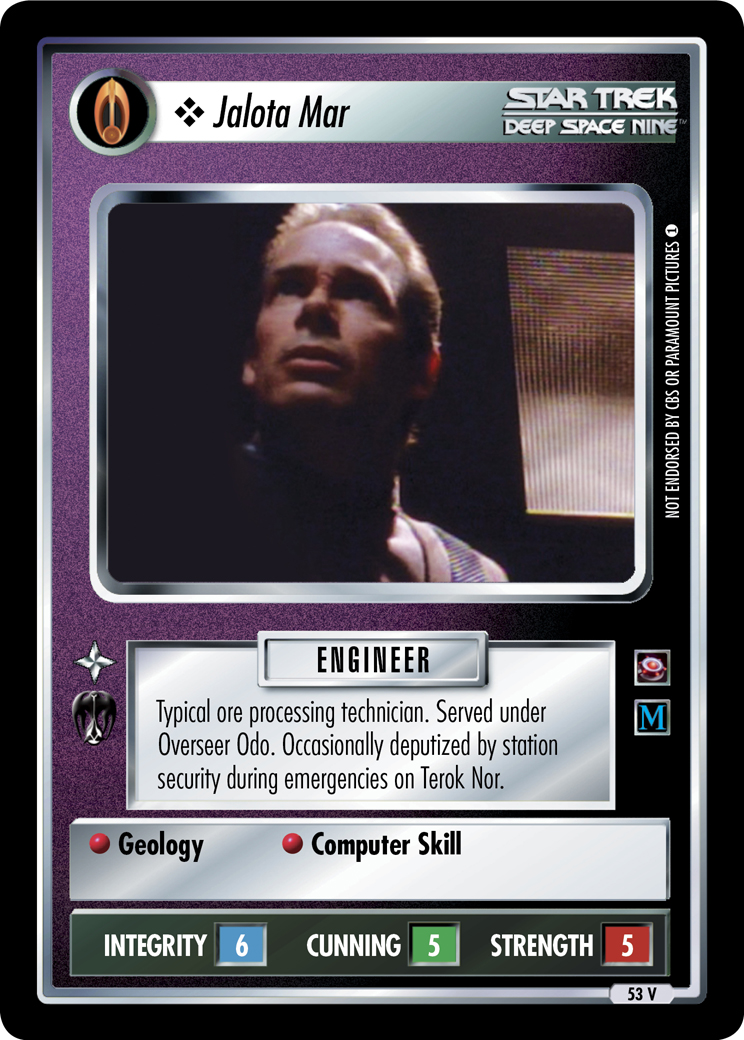 ❖ Jalota Mar
STAR TREK
DEEP SPACE NINE™
NOT ENDORSED BY CBS OR PARAMOUNT PICTURES 1
ENGINEER
Typical ore processing technician. Served under
Overseer Odo. Occasionally deputized by station
security during emergencies on Terok Nor.
M
Geology Computer Skill
INTEGRITY 6 CUNNING 5 STRENGTH 5
53 V